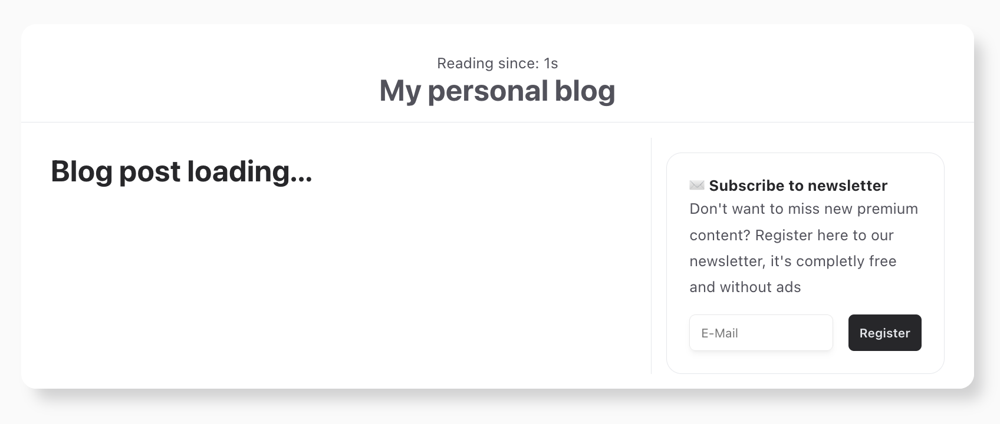 Reading since: 1s
My personal blog
Blog post loading...
✉️ Subscribe to newsletter
Don't want to miss new premium
content? Register here to our
newsletter, it's completly free
and without ads
E-Mail
Register